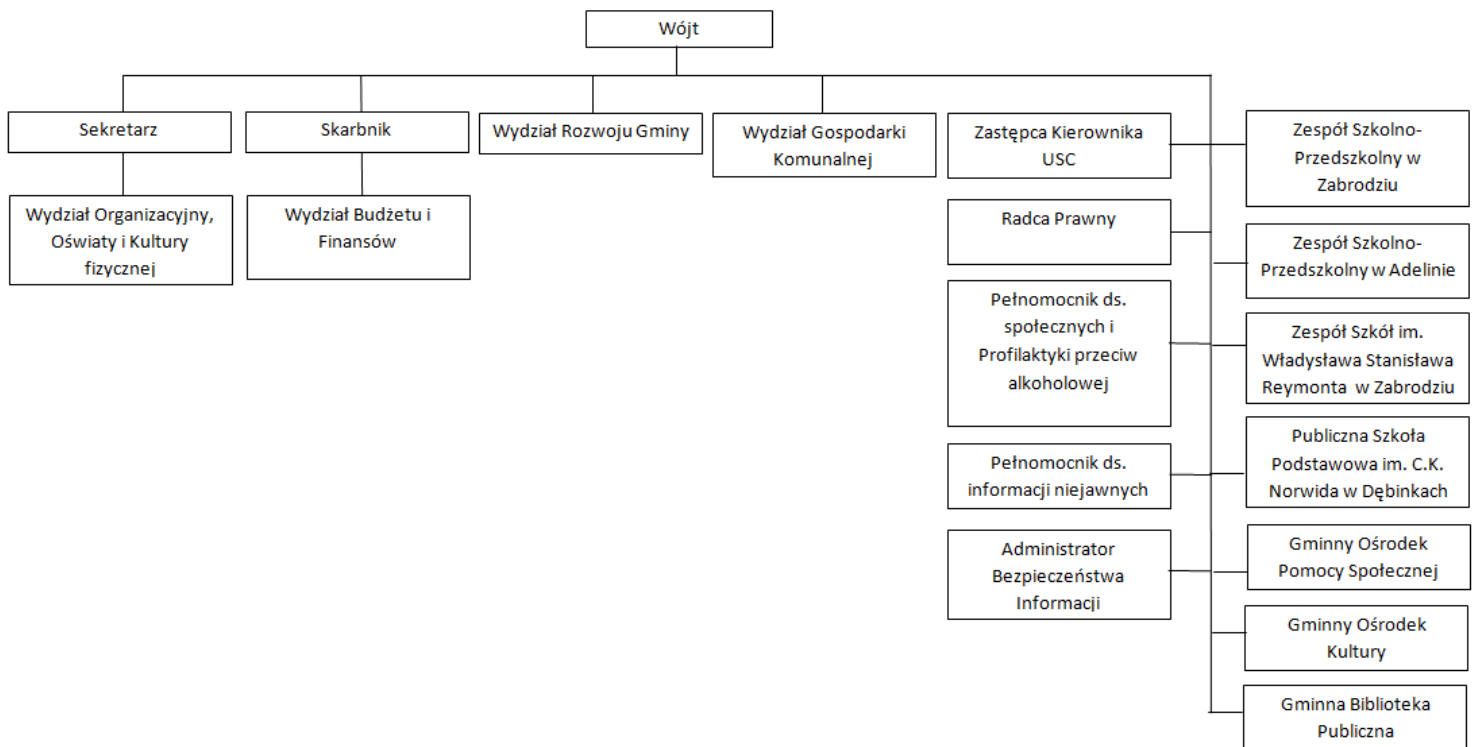 Wójt
Sekretarz
Skarbnik
Wydział Rozwoju Gminy
Wydział Gospodarki
Komunalnej
Zastępca Kierownika
USC
Zespół Szkolno-
Przedszkolny w
Zabrodziu
Wydział Organizacyjny,
Oświaty i Kultury
fizycznej
Wydział Budżetu i
Finansów
Radca Prawny
Zespół Szkolno-
Przedszkolny w Adelinie
Pełnomocnik ds.
społecznych i
Profilaktyki przeciw
alkoholowej
Zespół Szkół im.
Władysława Stanisława
Reymonta w Zabrodziu
Pełnomocnik ds.
informacji niejawnych
Publiczna Szkoła
Podstawowa im. C.K.
Norwida w Dębinkach
Administrator
Bezpieczeństwa
Informacji
Gminny Ośrodek
Pomocy Społecznej
Gminny Ośrodek
Kultury
Gminna Biblioteka
Publiczna